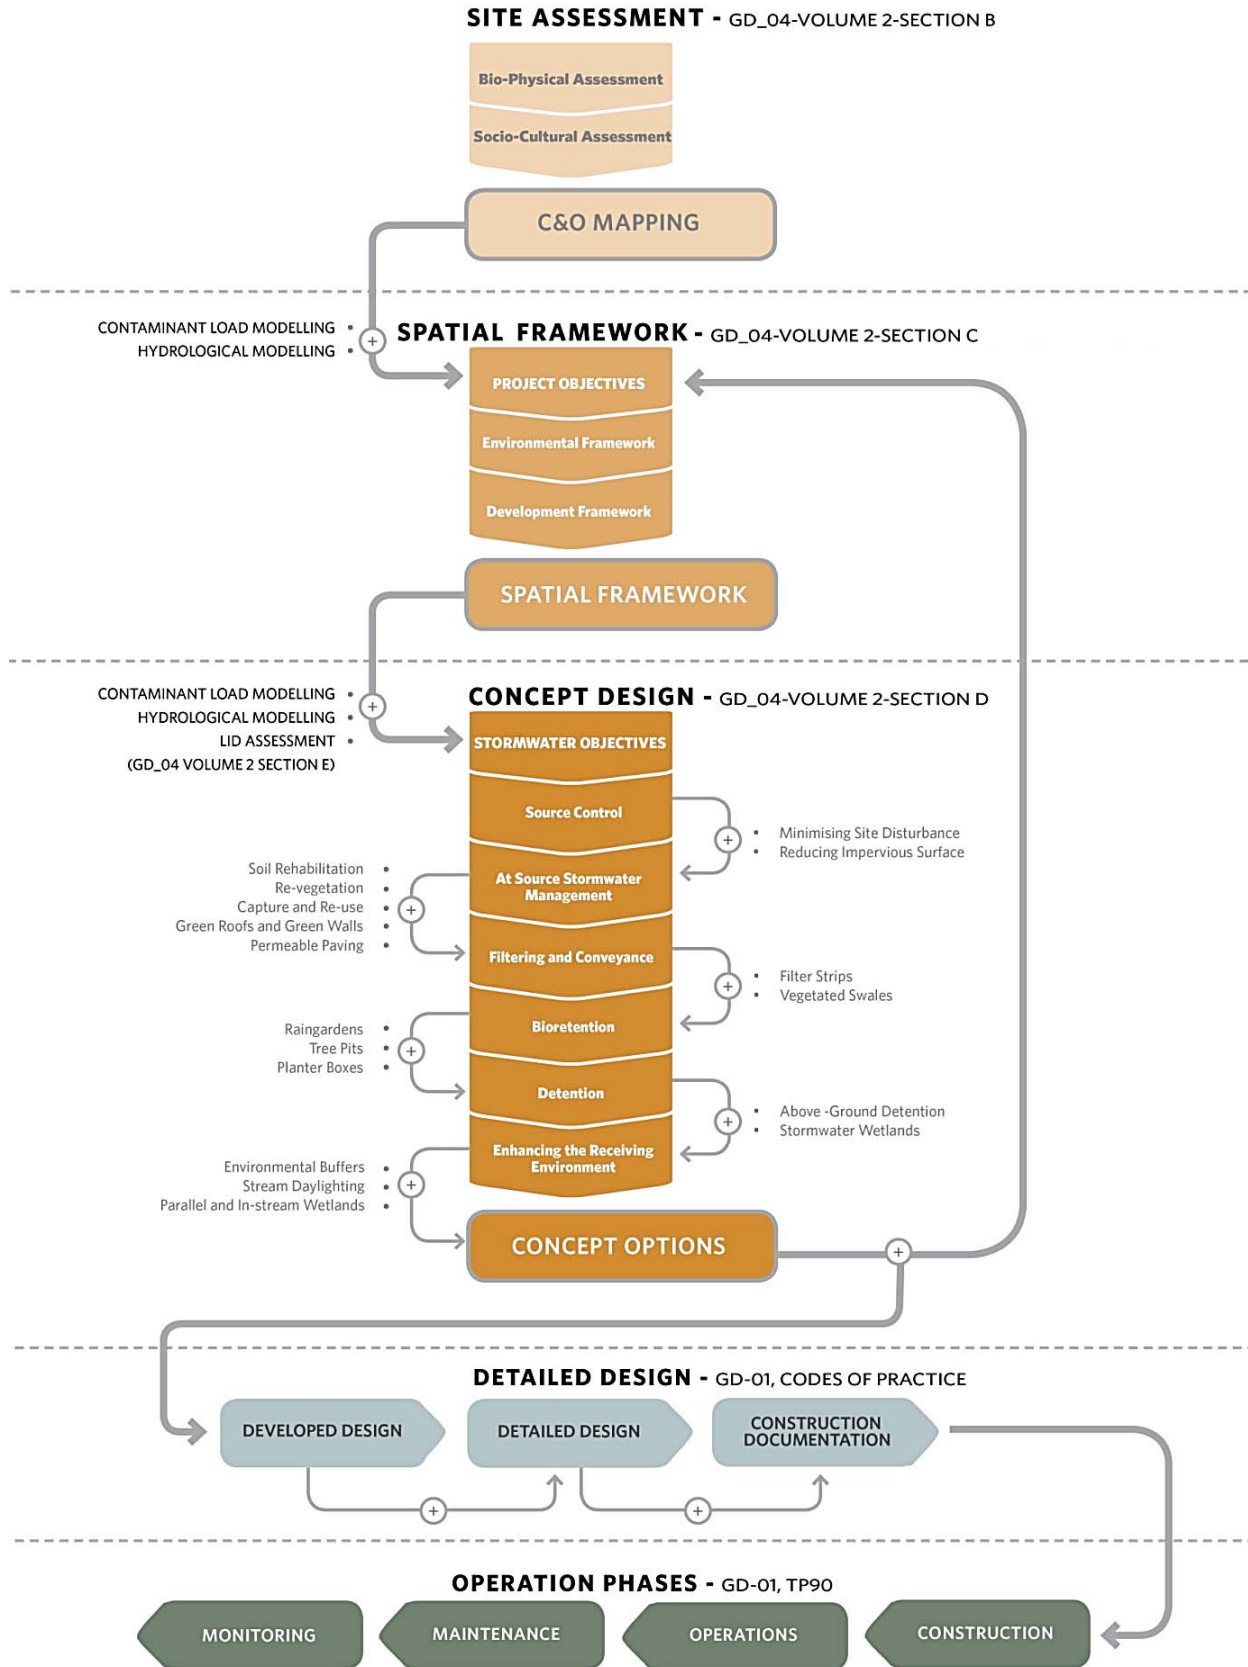 SITE ASSESSMENT - GD_04-VOLUME 2-SECTION B
Bio-Physical Assessment
Socio-Cultural Assessment
C&O MAPPING
CONTAMINANT LOAD MODELLING •
HYDROLOGICAL MODELLING •
+
SPATIAL FRAMEWORK - GD_04-VOLUME 2-SECTION C
PROJECT OBJECTIVES
Environmental Framework
Development Framework
SPATIAL FRAMEWORK
CONTAMINANT LOAD MODELLING •
HYDROLOGICAL MODELLING •
LID ASSESSMENT •
(GD_04 VOLUME 2 SECTION E)
+
CONCEPT DESIGN - GD_04-VOLUME 2-SECTION D
STORMWATER OBJECTIVES
Source Control
+
• Minimising Site Disturbance
• Reducing Impervious Surface
At Source Stormwater
Management
Soil Rehabilitation •
Re-vegetation •
Capture and Re-use •
Green Roofs and Green Walls •
Permeable Paving •
+
Filtering and Conveyance
+
• Filter Strips
• Vegetated Swales
Bioretention
Raingardens •
Tree Pits •
Planter Boxes •
+
Detention
+
• Above -Ground Detention
• Stormwater Wetlands
Enhancing the Receiving
Environment
Environmental Buffers •
Stream Daylighting •
Parallel and In-stream Wetlands •
+
CONCEPT OPTIONS
+
DETAILED DESIGN - GD-01, CODES OF PRACTICE
DEVELOPED DESIGN
DETAILED DESIGN
CONSTRUCTION
DOCUMENTATION
+
+
OPERATION PHASES - GD-01, TP90
MONITORING
MAINTENANCE
OPERATIONS
CONSTRUCTION